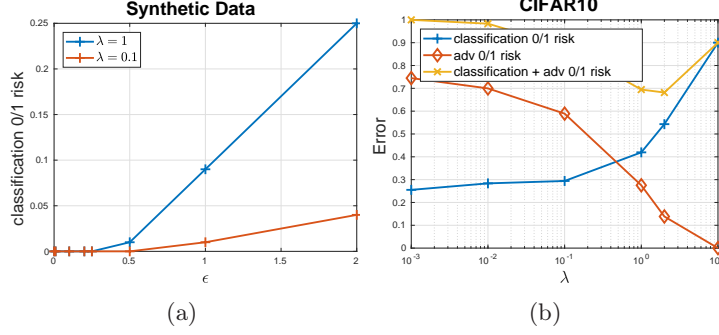 Synthetic Data
classification 0/1 risk
0.25
0.2
0.15
0.1
0.05
0
λ = 1
λ = 0.1
0
0.5
1
1.5
2
ϵ
(a)
CIFAR10
Error
1
0.9
0.8
0.7
0.6
0.5
0.4
0.3
0.2
0.1
0
classification 0/1 risk
adv 0/1 risk
classification + adv 0/1 risk
10⁻³
10⁻²
10⁻¹
10⁰
λ
(b)